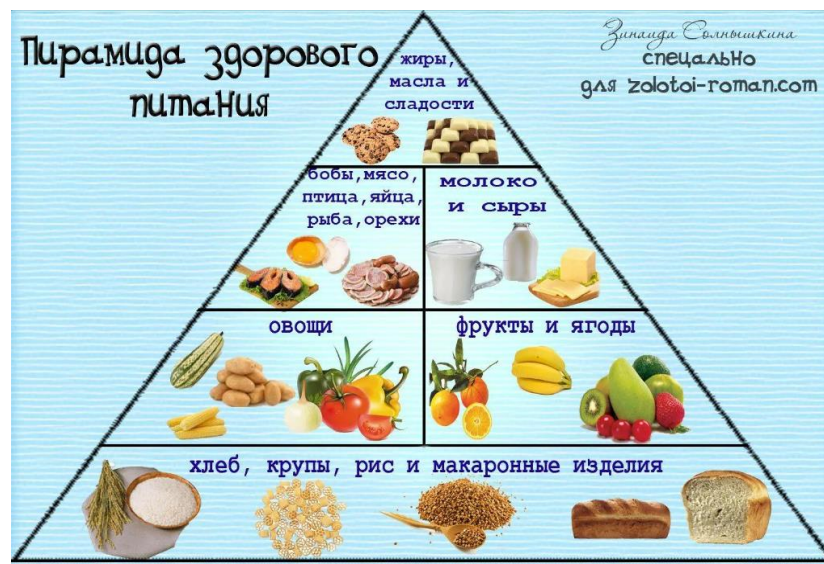 Пирамида здорового
питания
Зинаида Солнышкина
спецально
для zolotoi-roman.com
жиры,
масла и
сладости
бобы,мясо,
птица,яйца,
рыба,орехи
молоко
и сыры
овощи
фрукты и ягоды
хлеб, крупы, рис и макаронные изделия